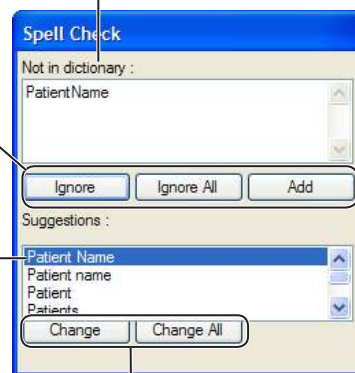 Spell Check
Not in dictionary :
PatientName
Ignore Ignore All Add
Suggestions :
Patient Name
Patient name
Patient
Patients
Change Change All